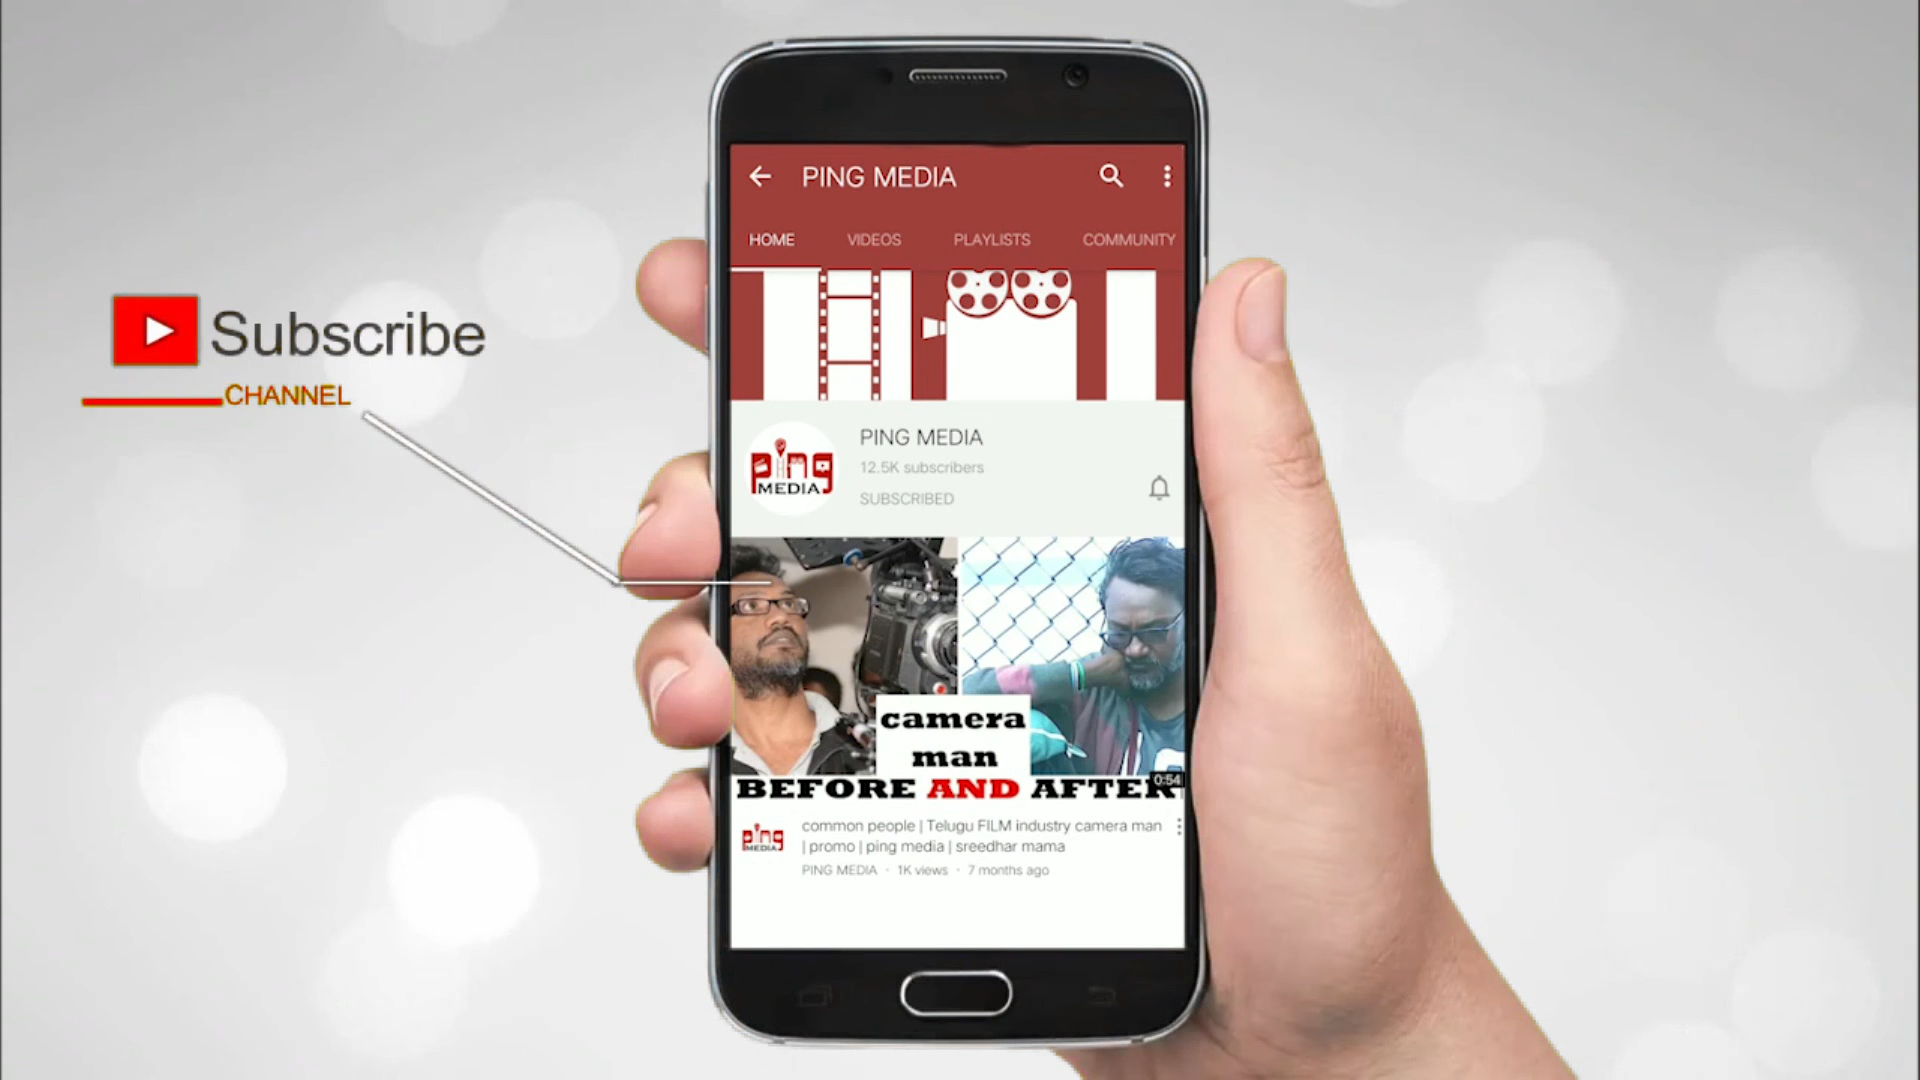 Subscribe
CHANNEL
PING MEDIA
HOME VIDEOS PLAYLISTS COMMUNITY
ping
MEDIA
PING MEDIA
12.5K subscribers
SUBSCRIBED
camera
man
BEFORE AND AFTER
0:54
ping
MEDIA
common people | Telugu FILM industry camera man
| promo | ping media | sreedhar mama
PING MEDIA · 1K views · 7 months ago